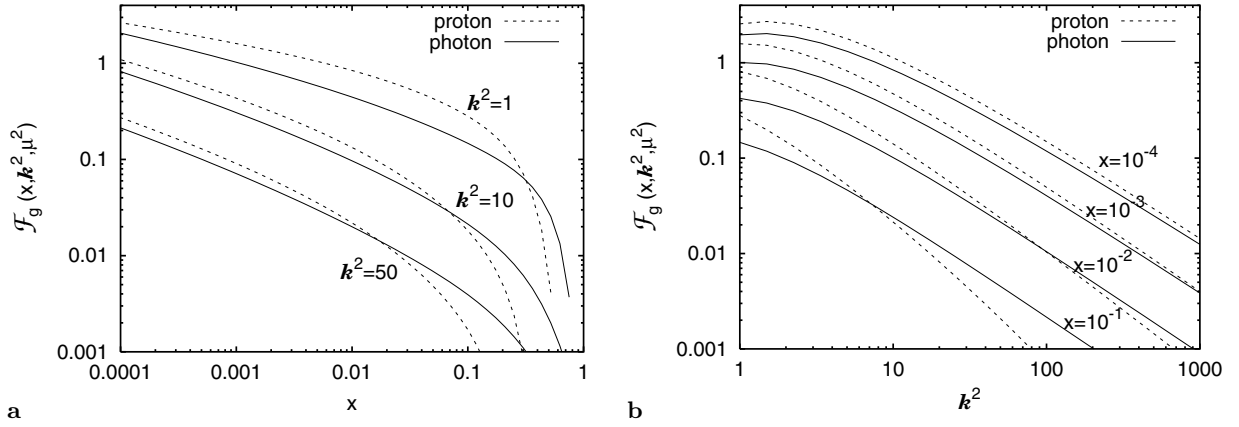 proton
photon
1
0.1
0.01
0.001
ℱg (x,k²,μ²)
k²=1
k²=10
k²=50
0.0001
0.001
0.01
0.1
1
x
a
proton
photon
1
0.1
0.01
0.001
ℱg (x,k²,μ²)
x=10⁻⁴
x=10⁻³
x=10⁻²
x=10⁻¹
1
10
100
1000
k²
b